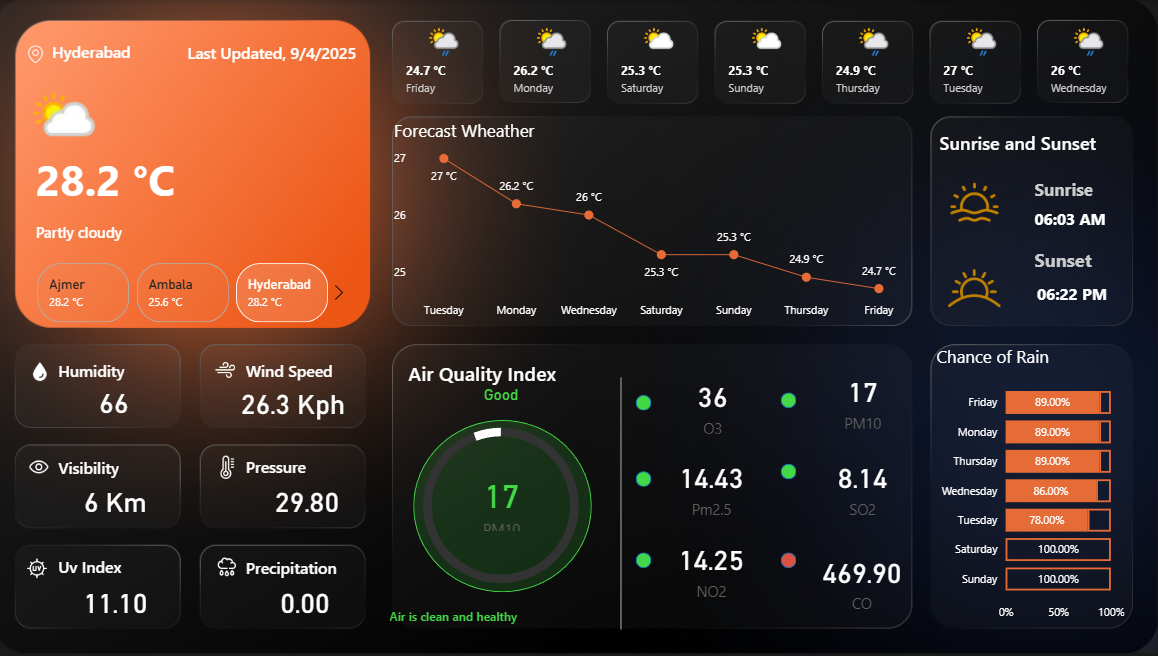 Hyderabad
Last Updated, 9/4/2025
28.2 °C
Partly cloudy
Ajmer
28.2 °C
Ambala
25.6 °C
Hyderabad
28.2 °C
24.7 °C
Friday
26.2 °C
Monday
25.3 °C
Saturday
25.3 °C
Sunday
24.9 °C
Thursday
27 °C
Tuesday
26 °C
Wednesday
Forecast Wheather
27
26
25
27 °C
26.2 °C
26 °C
25.3 °C
25.3 °C
24.9 °C
24.7 °C
Tuesday Monday Wednesday Saturday Sunday Thursday Friday
Sunrise and Sunset
Sunrise
06:03 AM
Sunset
06:22 PM
Humidity
66
Wind Speed
26.3 Kph
Visibility
6 Km
Pressure
29.80
Uv Index
UV
11.10
Precipitation
0.00
Air Quality Index
Good
17
PM10
Air is clean and healthy
36
O3
17
PM10
14.43
Pm2.5
8.14
SO2
14.25
NO2
469.90
CO
Chance of Rain
Friday 89.00%
Monday 89.00%
Thursday 89.00%
Wednesday 86.00%
Tuesday 78.00%
Saturday 100.00%
Sunday 100.00%
0% 50% 100%